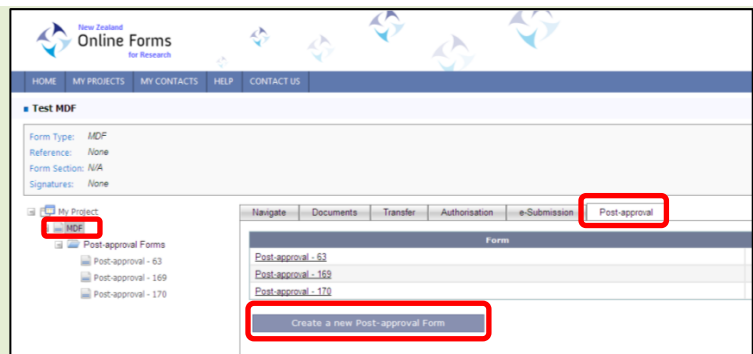 New Zealand
Online Forms
for Research
HOME MY PROJECTS MY CONTACTS HELP CONTACT US
Test MDF
Form Type: MDF
Reference: None
Form Section: N/A
Signatures: None
My Project
MDF
Post-approval Forms
Post-approval - 63
Post-approval - 169
Post-approval - 170
Navigate Documents Transfer Authorisation e-Submission Post-approval
Form
Post-approval - 63
Post-approval - 169
Post-approval - 170
Create a new Post-approval Form